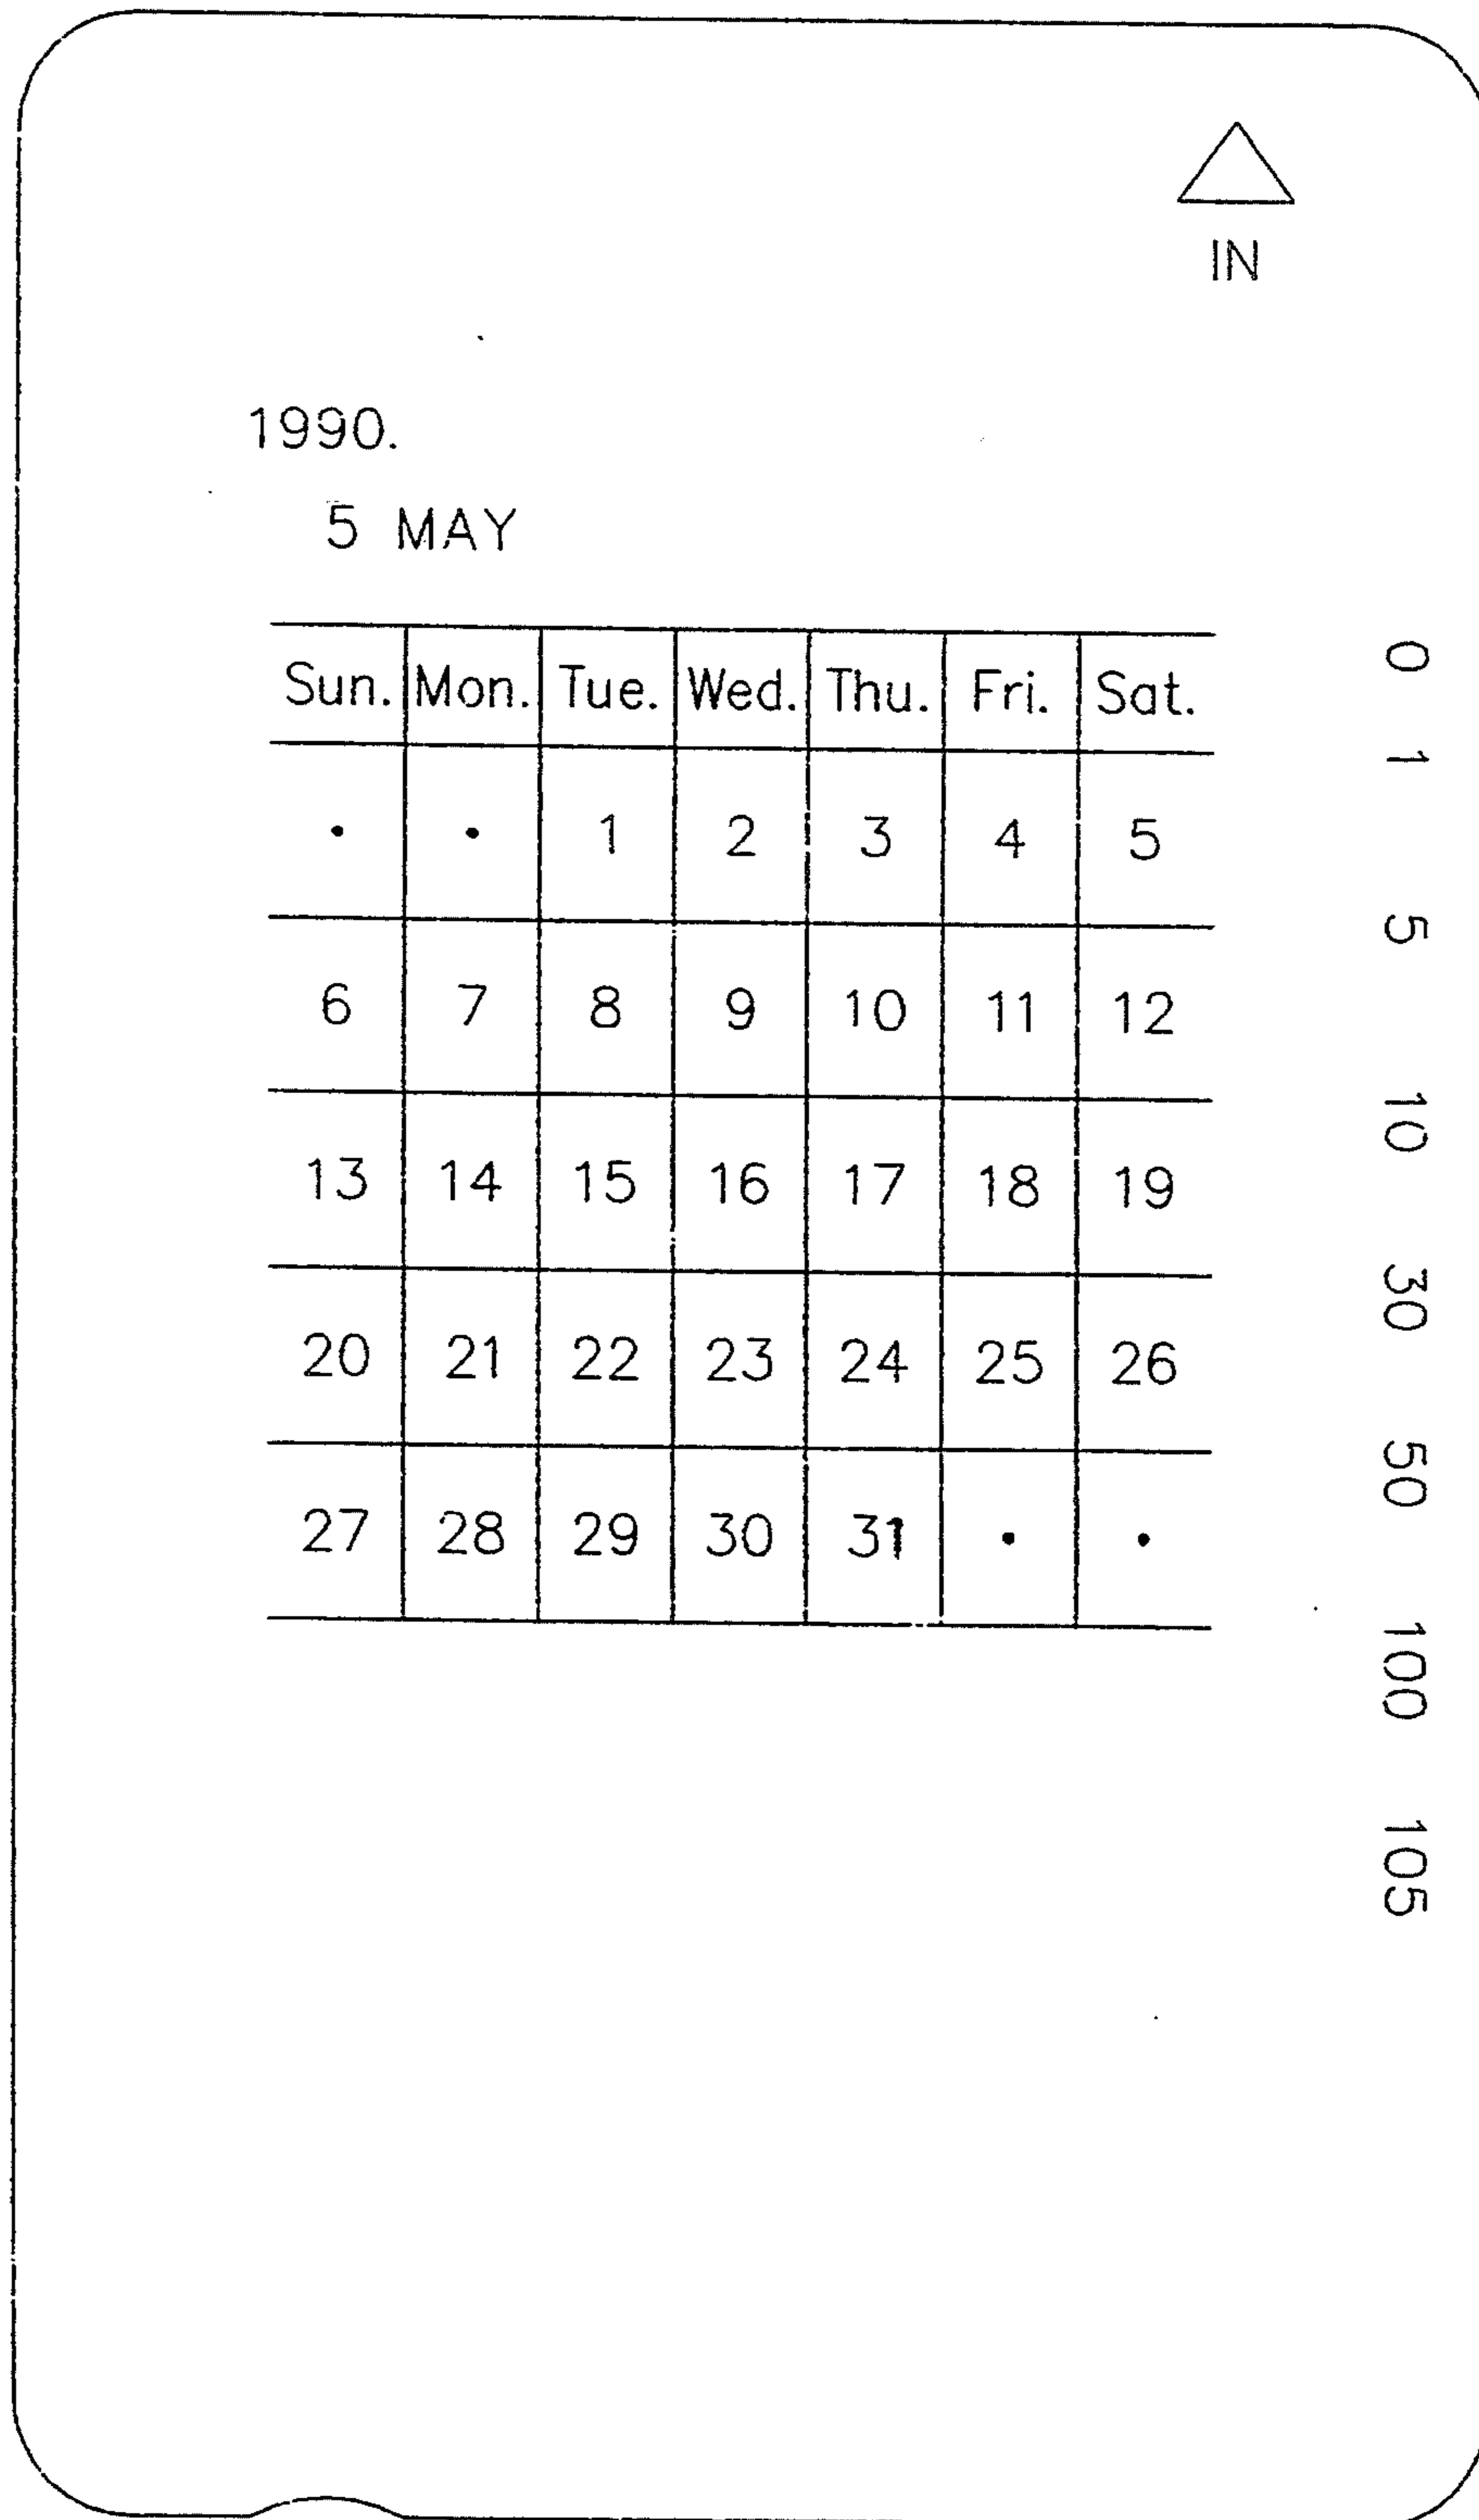 IN
1990.
5 MAY
Sun. Mon. Tue. Wed. Thu. Fri. Sat.
• • 1 2 3 4 5
6 7 8 9 10 11 12
13 14 15 16 17 18 19
20 21 22 23 24 25 26
27 28 29 30 31 • •
0 1 5 10 30 50 100 105